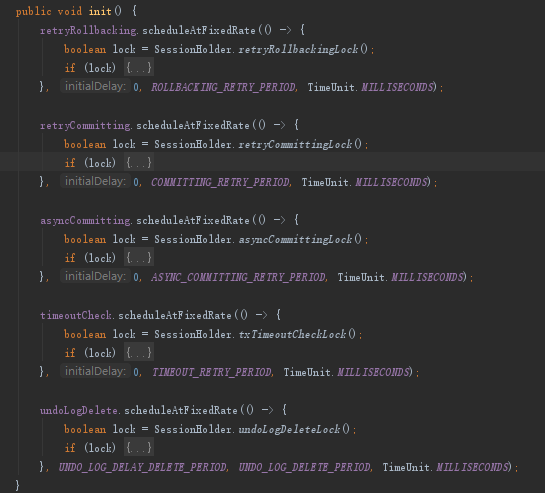 public void init() {
retryRollbacking.scheduleAtFixedRate(() -> {
boolean lock = SessionHolder.retryRollbackingLock();
if (lock) {...}
}, initialDelay: 0, ROLLBACKING_RETRY_PERIOD, TimeUnit.MILLISECONDS);
retryCommitting.scheduleAtFixedRate(() -> {
boolean lock = SessionHolder.retryCommittingLock();
if (lock) {...}
}, initialDelay: 0, COMMITTING_RETRY_PERIOD, TimeUnit.MILLISECONDS);
asyncCommitting.scheduleAtFixedRate(() -> {
boolean lock = SessionHolder.asyncCommittingLock();
if (lock) {...}
}, initialDelay: 0, ASYNC_COMMITTING_RETRY_PERIOD, TimeUnit.MILLISECONDS);
timeoutCheck.scheduleAtFixedRate(() -> {
boolean lock = SessionHolder.txTimeoutCheckLock();
if (lock) {...}
}, initialDelay: 0, TIMEOUT_RETRY_PERIOD, TimeUnit.MILLISECONDS);
undoLogDelete.scheduleAtFixedRate(() -> {
boolean lock = SessionHolder.undoLogDeleteLock();
if (lock) {...}
}, UNDO_LOG_DELAY_DELETE_PERIOD, UNDO_LOG_DELETE_PERIOD, TimeUnit.MILLISECONDS);
}